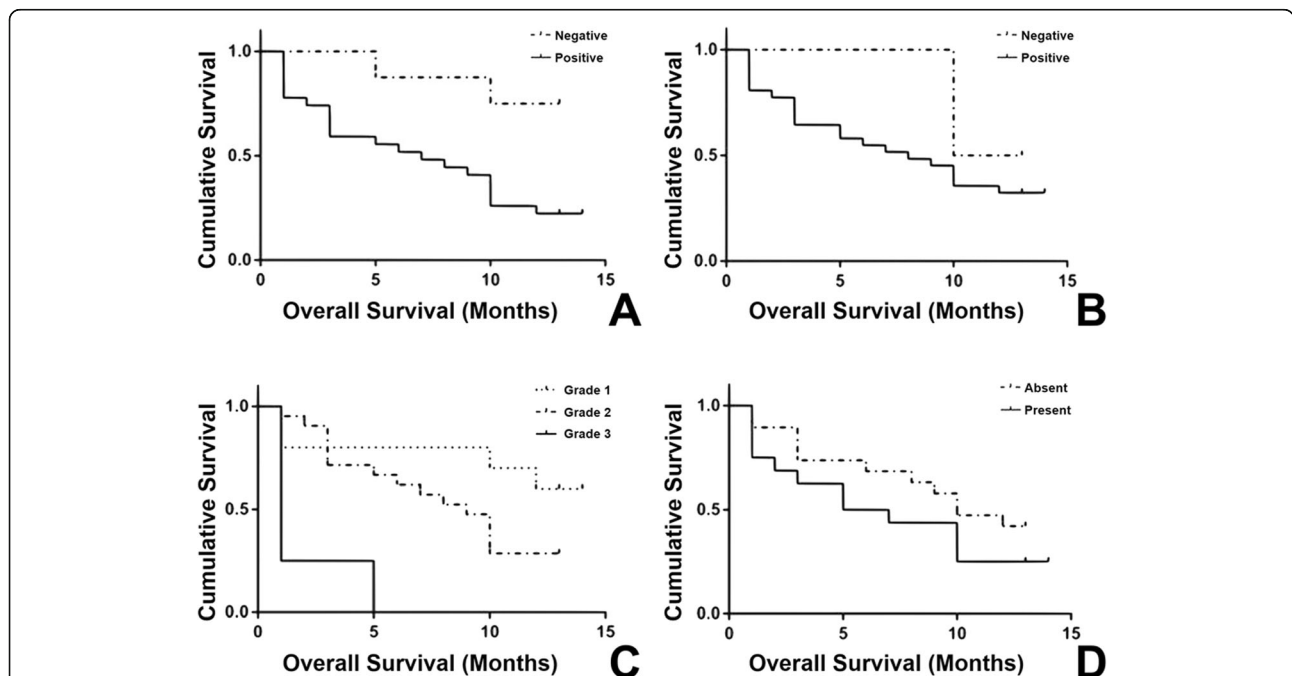 Negative
Positive
1.0
0.5
0.0
0 5 10 15
Cumulative Survival
Overall Survival (Months)
A
Negative
Positive
1.0
0.5
0.0
0 5 10 15
Cumulative Survival
Overall Survival (Months)
B
Grade 1
Grade 2
Grade 3
1.0
0.5
0.0
0 5 10 15
Cumulative Survival
Overall Survival (Months)
C
Absent
Present
1.0
0.5
0.0
0 5 10 15
Cumulative Survival
Overall Survival (Months)
D